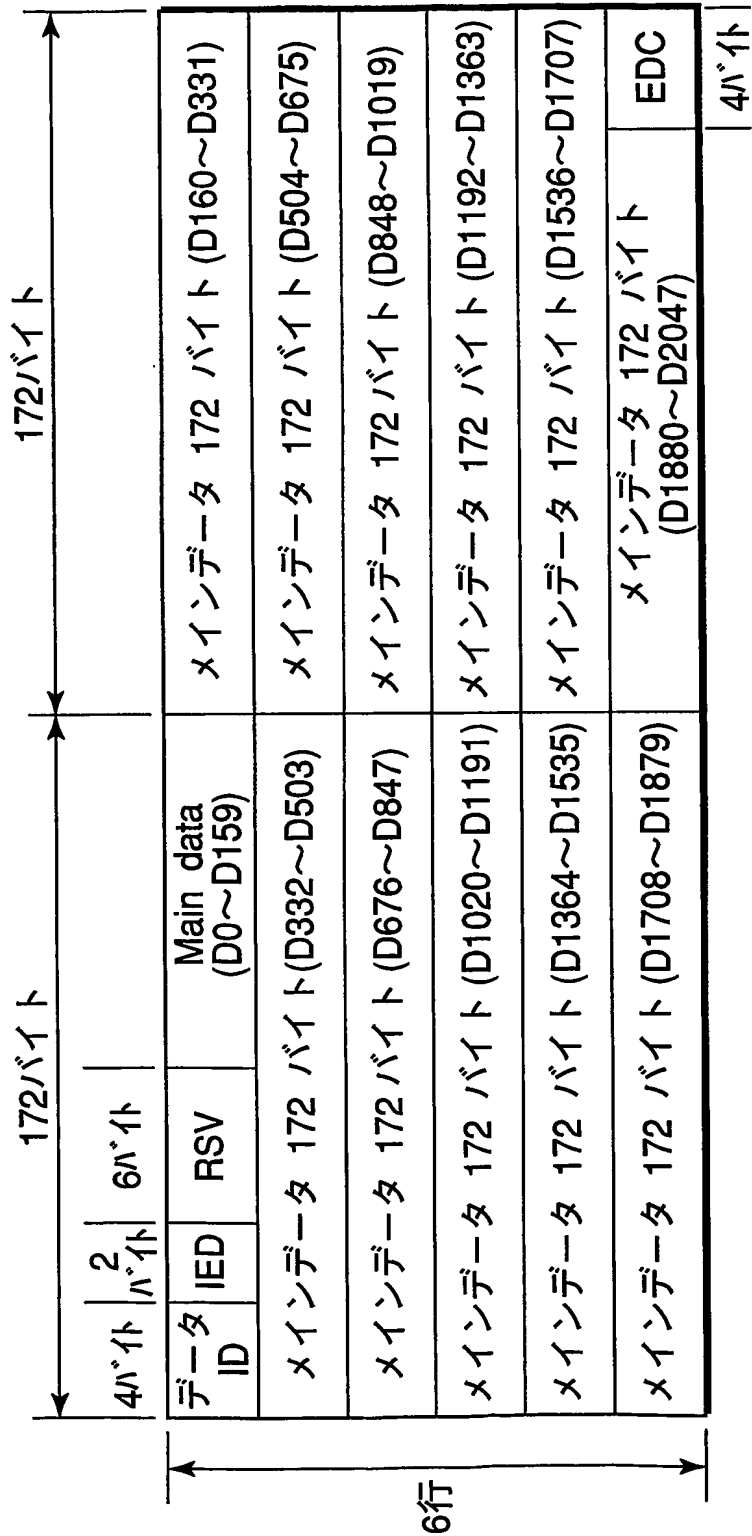 172バイト
172バイト
4バイト
2
バイト
6バイト
データ
ID
IED
RSV
Main data
(D0～D159)
メインデータ 172 バイト (D160～D331)
メインデータ 172 バイト(D332～D503)
メインデータ 172 バイト (D504～D675)
メインデータ 172 バイト (D676～D847)
メインデータ 172 バイト (D848～D1019)
メインデータ 172 バイト (D1020～D1191)
メインデータ 172 バイト (D1192～D1363)
メインデータ 172 バイト (D1364～D1535)
メインデータ 172 バイト (D1536～D1707)
メインデータ 172 バイト (D1708～D1879)
メインデータ 172 バイト
(D1880～D2047)
EDC
6行
4バイト